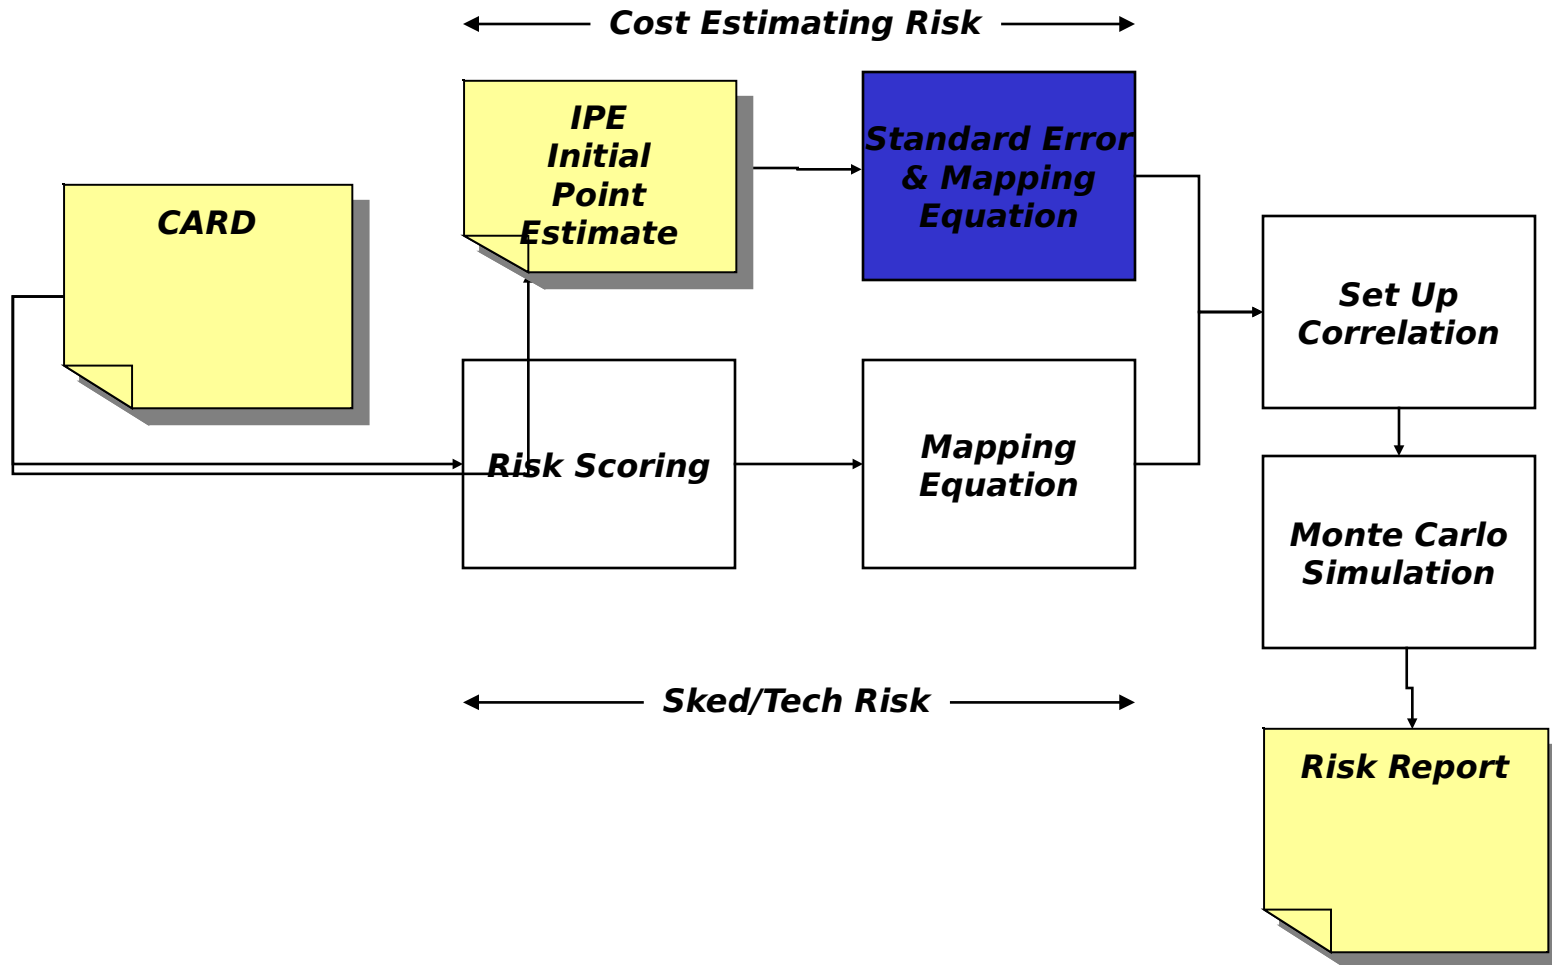 Cost Estimating Risk
IPE
Initial
Point
Estimate
Standard Error
& Mapping
Equation
CARD
Set Up
Correlation
Risk Scoring
Mapping
Equation
Monte Carlo
Simulation
Sked/Tech Risk
Risk Report